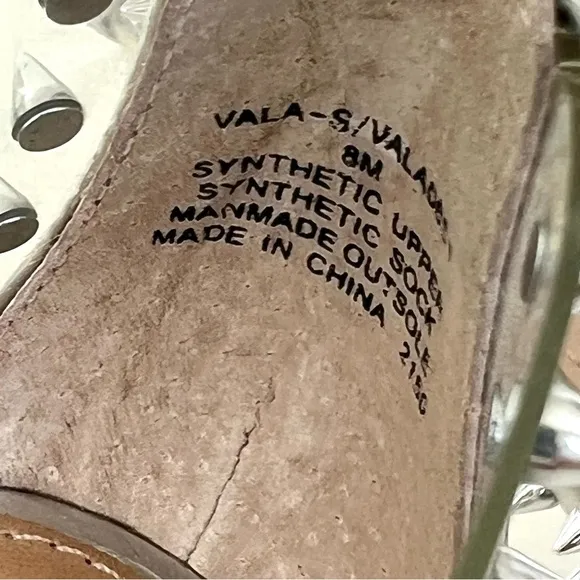 VALA-S/
8M
SYNTHETIC UPPER
SYNTHETIC SOCK
MANMADE OUTSOLE
MADE IN CHINA